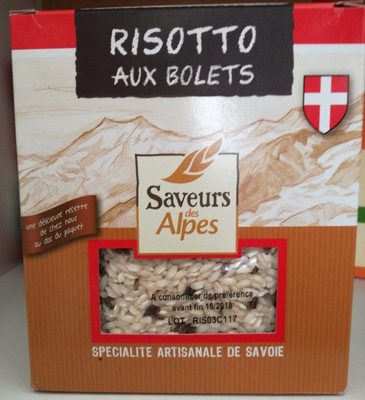 RISOTTO
AUX BOLETS
Saveurs
des
Alpes
une délicieuse recette
de chez nous
au dos du paquet
A consommer de préférence
avant fin 10/2018
LOT : RIS03C117
SPECIALITE ARTISANALE DE SAVOIE